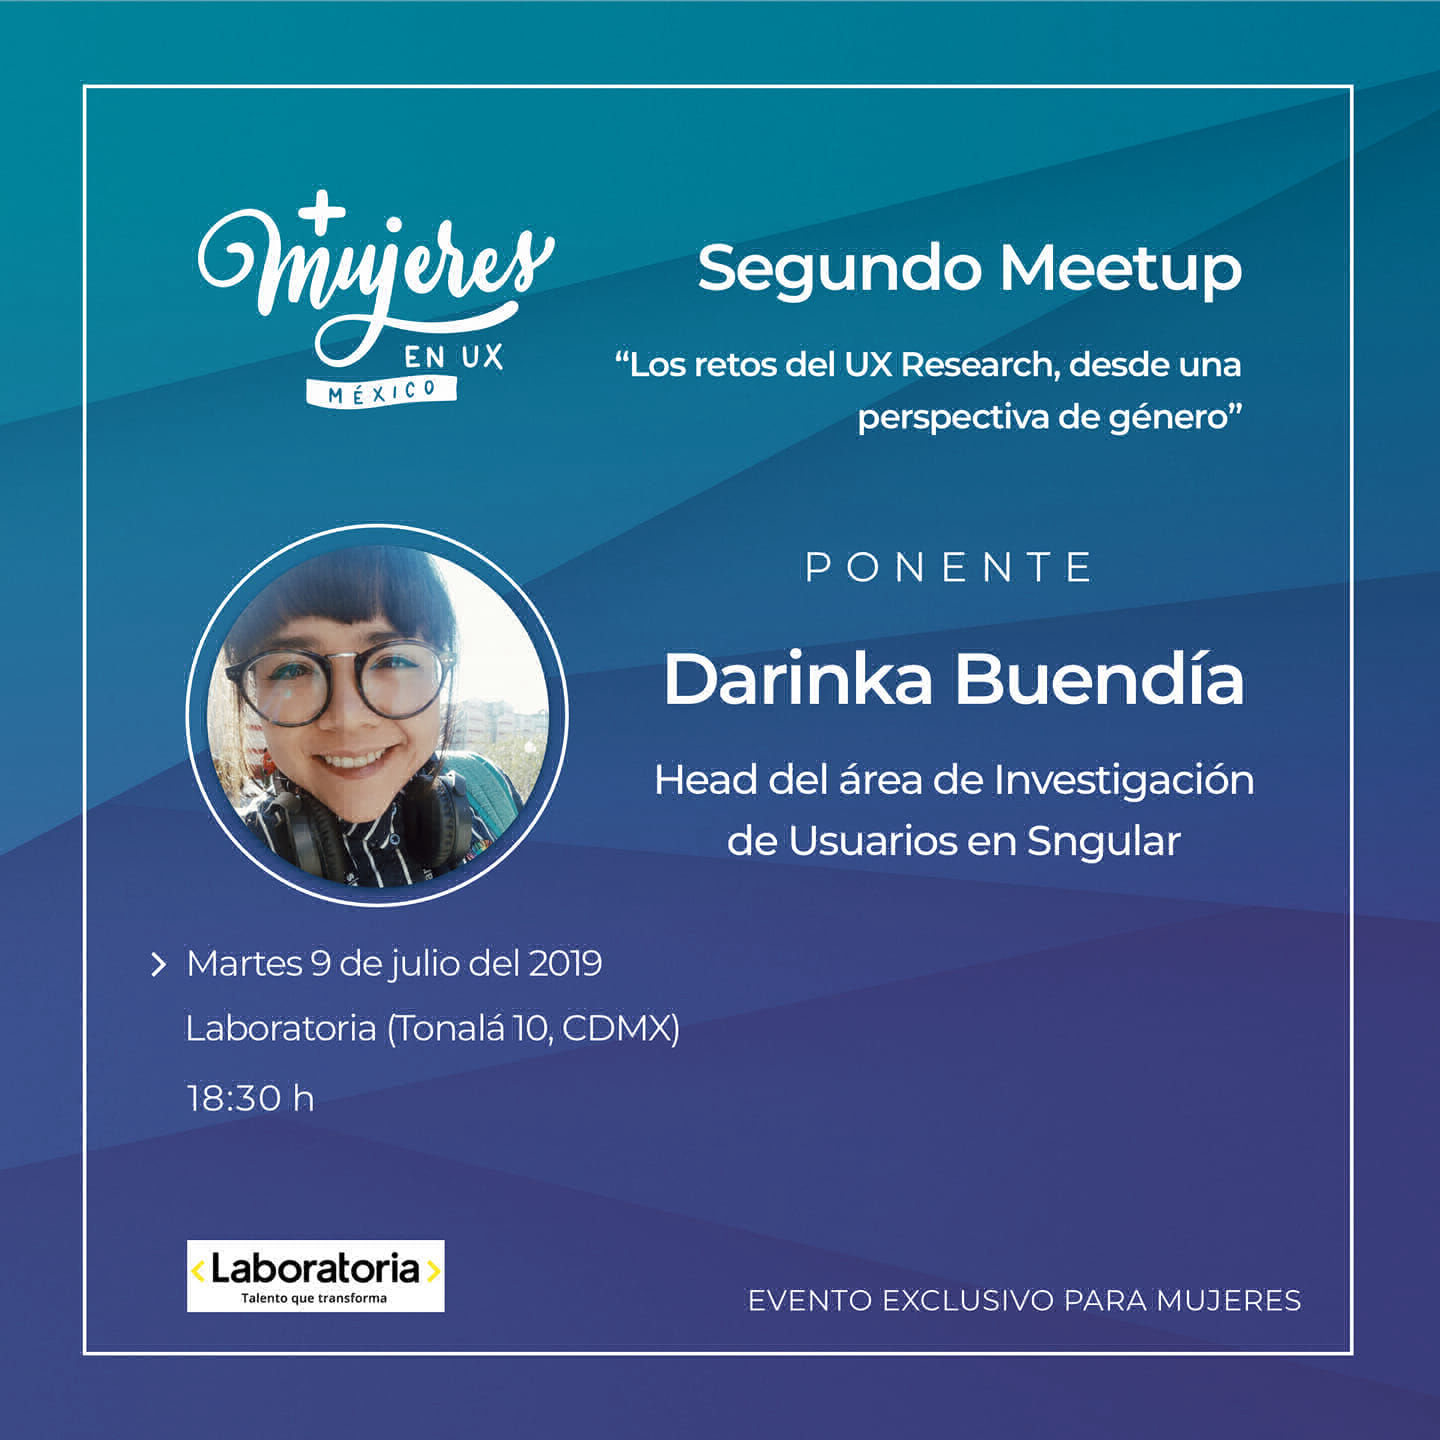 +mujeres
EN UX
MÉXICO
Segundo Meetup
“Los retos del UX Research, desde una
perspectiva de género”
PONENTE
Darinka Buendía
Head del área de Investigación
de Usuarios en Sngular
> Martes 9 de julio del 2019
Laboratoria (Tonalá 10, CDMX)
18:30 h
<Laboratoria>
Talento que transforma
EVENTO EXCLUSIVO PARA MUJERES